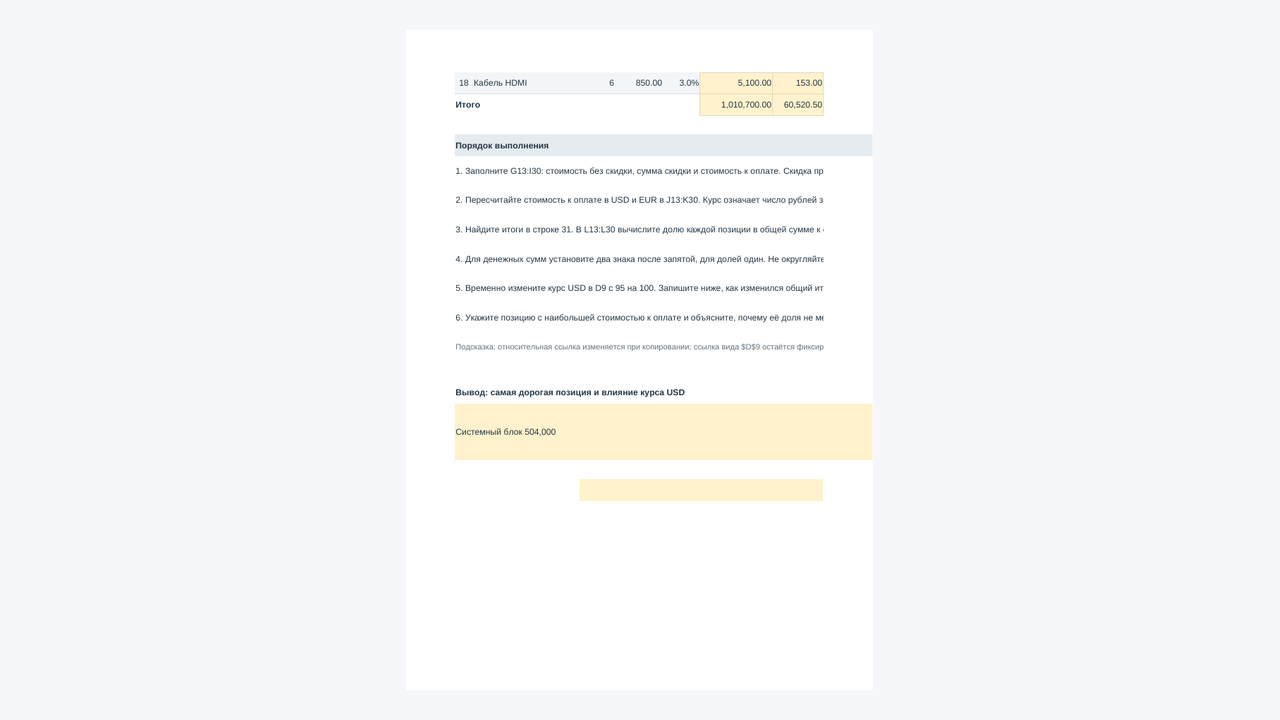 18 Кабель HDMI 6 850.00 3.0% 5,100.00 153.00
Итого 1,010,700.00 60,520.50
Порядок выполнения
1. Заполните G13:I30: стоимость без скидки, сумма скидки и стоимость к оплате. Скидка пр
2. Пересчитайте стоимость к оплате в USD и EUR в J13:K30. Курс означает число рублей з
3. Найдите итоги в строке 31. В L13:L30 вычислите долю каждой позиции в общей сумме к
4. Для денежных сумм установите два знака после запятой, для долей один. Не округляйте
5. Временно измените курс USD в D9 с 95 на 100. Запишите ниже, как изменился общий ит
6. Укажите позицию с наибольшей стоимостью к оплате и объясните, почему её доля не ме
Подсказка: относительная ссылка изменяется при копировании; ссылка вида $D$9 остаётся фиксир
Вывод: самая дорогая позиция и влияние курса USD
Системный блок 504,000